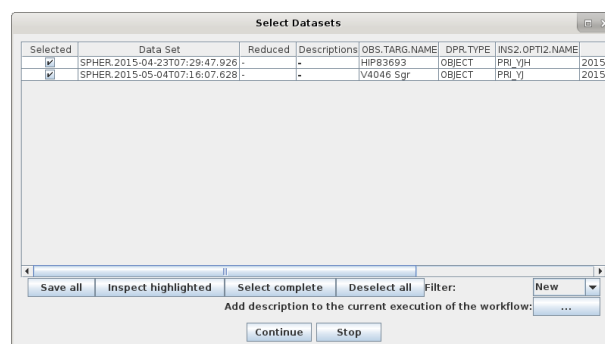 Select Datasets
Selected Data Set Reduced Descriptions OBS.TARG.NAME DPR.TYPE INS2.OPTI2.NAME
SPHER.2015-04-23T07:29:47.926 - - HIP83693 OBJECT PRI_YJH 2015
SPHER.2015-05-04T07:16:07.628 - - V4046 Sgr OBJECT PRI_YJ 2015
Save all Inspect highlighted Select complete Deselect all Filter: New
Add description to the current execution of the workflow: ...
Continue Stop